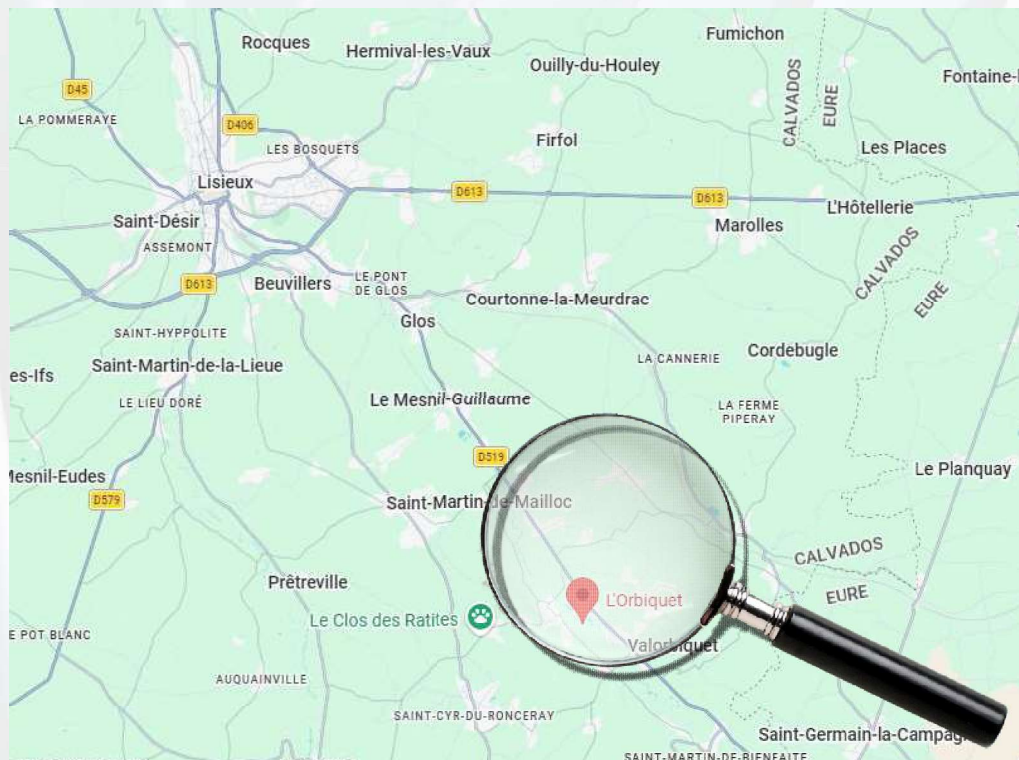 Rocques
Hermival-les-Vaux
Fumichon
Ouilly-du-Houley
CALVADOS
EURE
D45
LA POMMERAYE
D406
LES BOSQUETS
Firfol
Les Places
Lisieux
D613
D613
Saint-Désir
Marolles
L'Hôtellerie
ASSEMONT
D613
Beuvillers
LE PONT
DE GLOS
Courtonne-la-Meurdrac
CALVADOS
EURE
Glos
SAINT-HYPPOLITE
Saint-Martin-de-la-Lieue
LA CANNERIE
Cordebugle
es-Ifs
LE LIEU DORÉ
Le Mesnil-Guillaume
LA FERME
PIPERAY
D519
Le Planquay
Mesnil-Eudes
D579
Saint-Martin-de-Mailloc
CALVADOS
EURE
Prêtreville
Le Clos des Ratites
L'Orbiquet
E POT BLANC
Valorbiquet
AUQUAINVILLE
SAINT-CYR-DU-RONCERAY
Saint-Germain-la-Campag
SAINT-MARTIN-DE-BIENFAITE